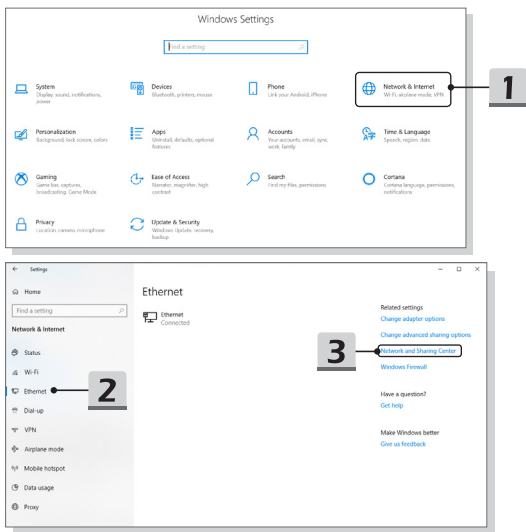 Windows Settings
Find a setting
System
Display, sound, notifications,
power
Devices
Bluetooth, printers, mouse
Phone
Link your Android, iPhone
Network & Internet
Wi-Fi, airplane mode, VPN
1
Personalization
Background, lock screen, colors
Apps
Uninstall, defaults, optional
features
Accounts
Your accounts, email, sync,
work, family
Time & Language
Speech, region, date
Gaming
Game bar, captures,
broadcasting, Game Mode
Ease of Access
Narrator, magnifier, high
contrast
Search
Find my files, permissions
Cortana
Cortana language, permissions,
notifications
Privacy
Location, camera, microphone
Update & Security
Windows Update, recovery,
backup
Settings
Home
Find a setting
Network & Internet
Status
Wi-Fi
Ethernet
2
Dial-up
VPN
Airplane mode
Mobile hotspot
Data usage
Proxy
Ethernet
Ethernet
Connected
Related settings
Change adapter options
Change advanced sharing options
3
Network and Sharing Center
Windows Firewall
Have a question?
Get help
Make Windows better
Give us feedback